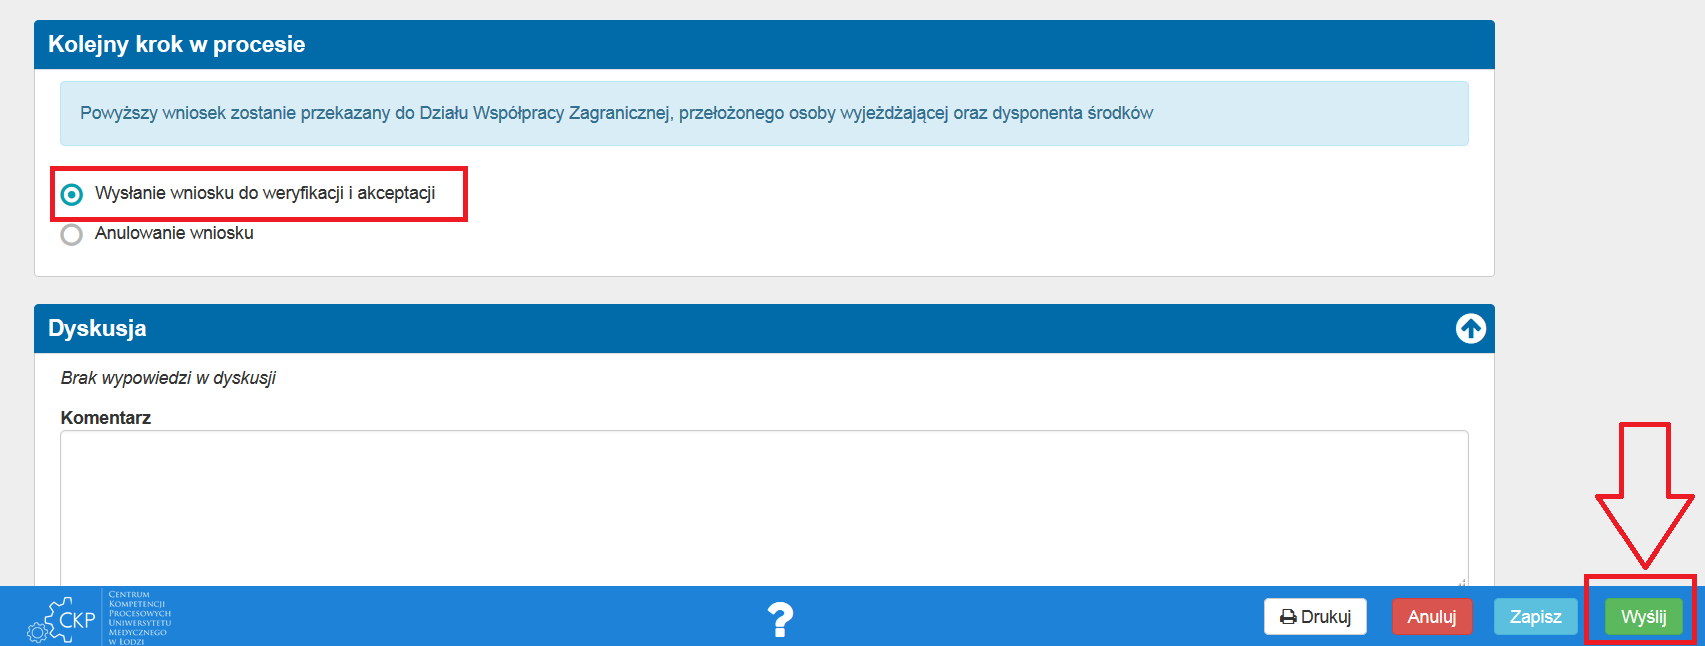 Kolejny krok w procesie
Powyższy wniosek zostanie przekazany do Działu Współpracy Zagranicznej, przełożonego osoby wyjeżdżającej oraz dysponenta środków
Wysłanie wniosku do weryfikacji i akceptacji
Anulowanie wniosku
Dyskusja
Brak wypowiedzi w dyskusji
Komentarz
CKP
Centrum
Kompetencji
Procesowych
Uniwersytetu
Medycznego
w Łodzi
?
Drukuj
Anuluj
Zapisz
Wyślij